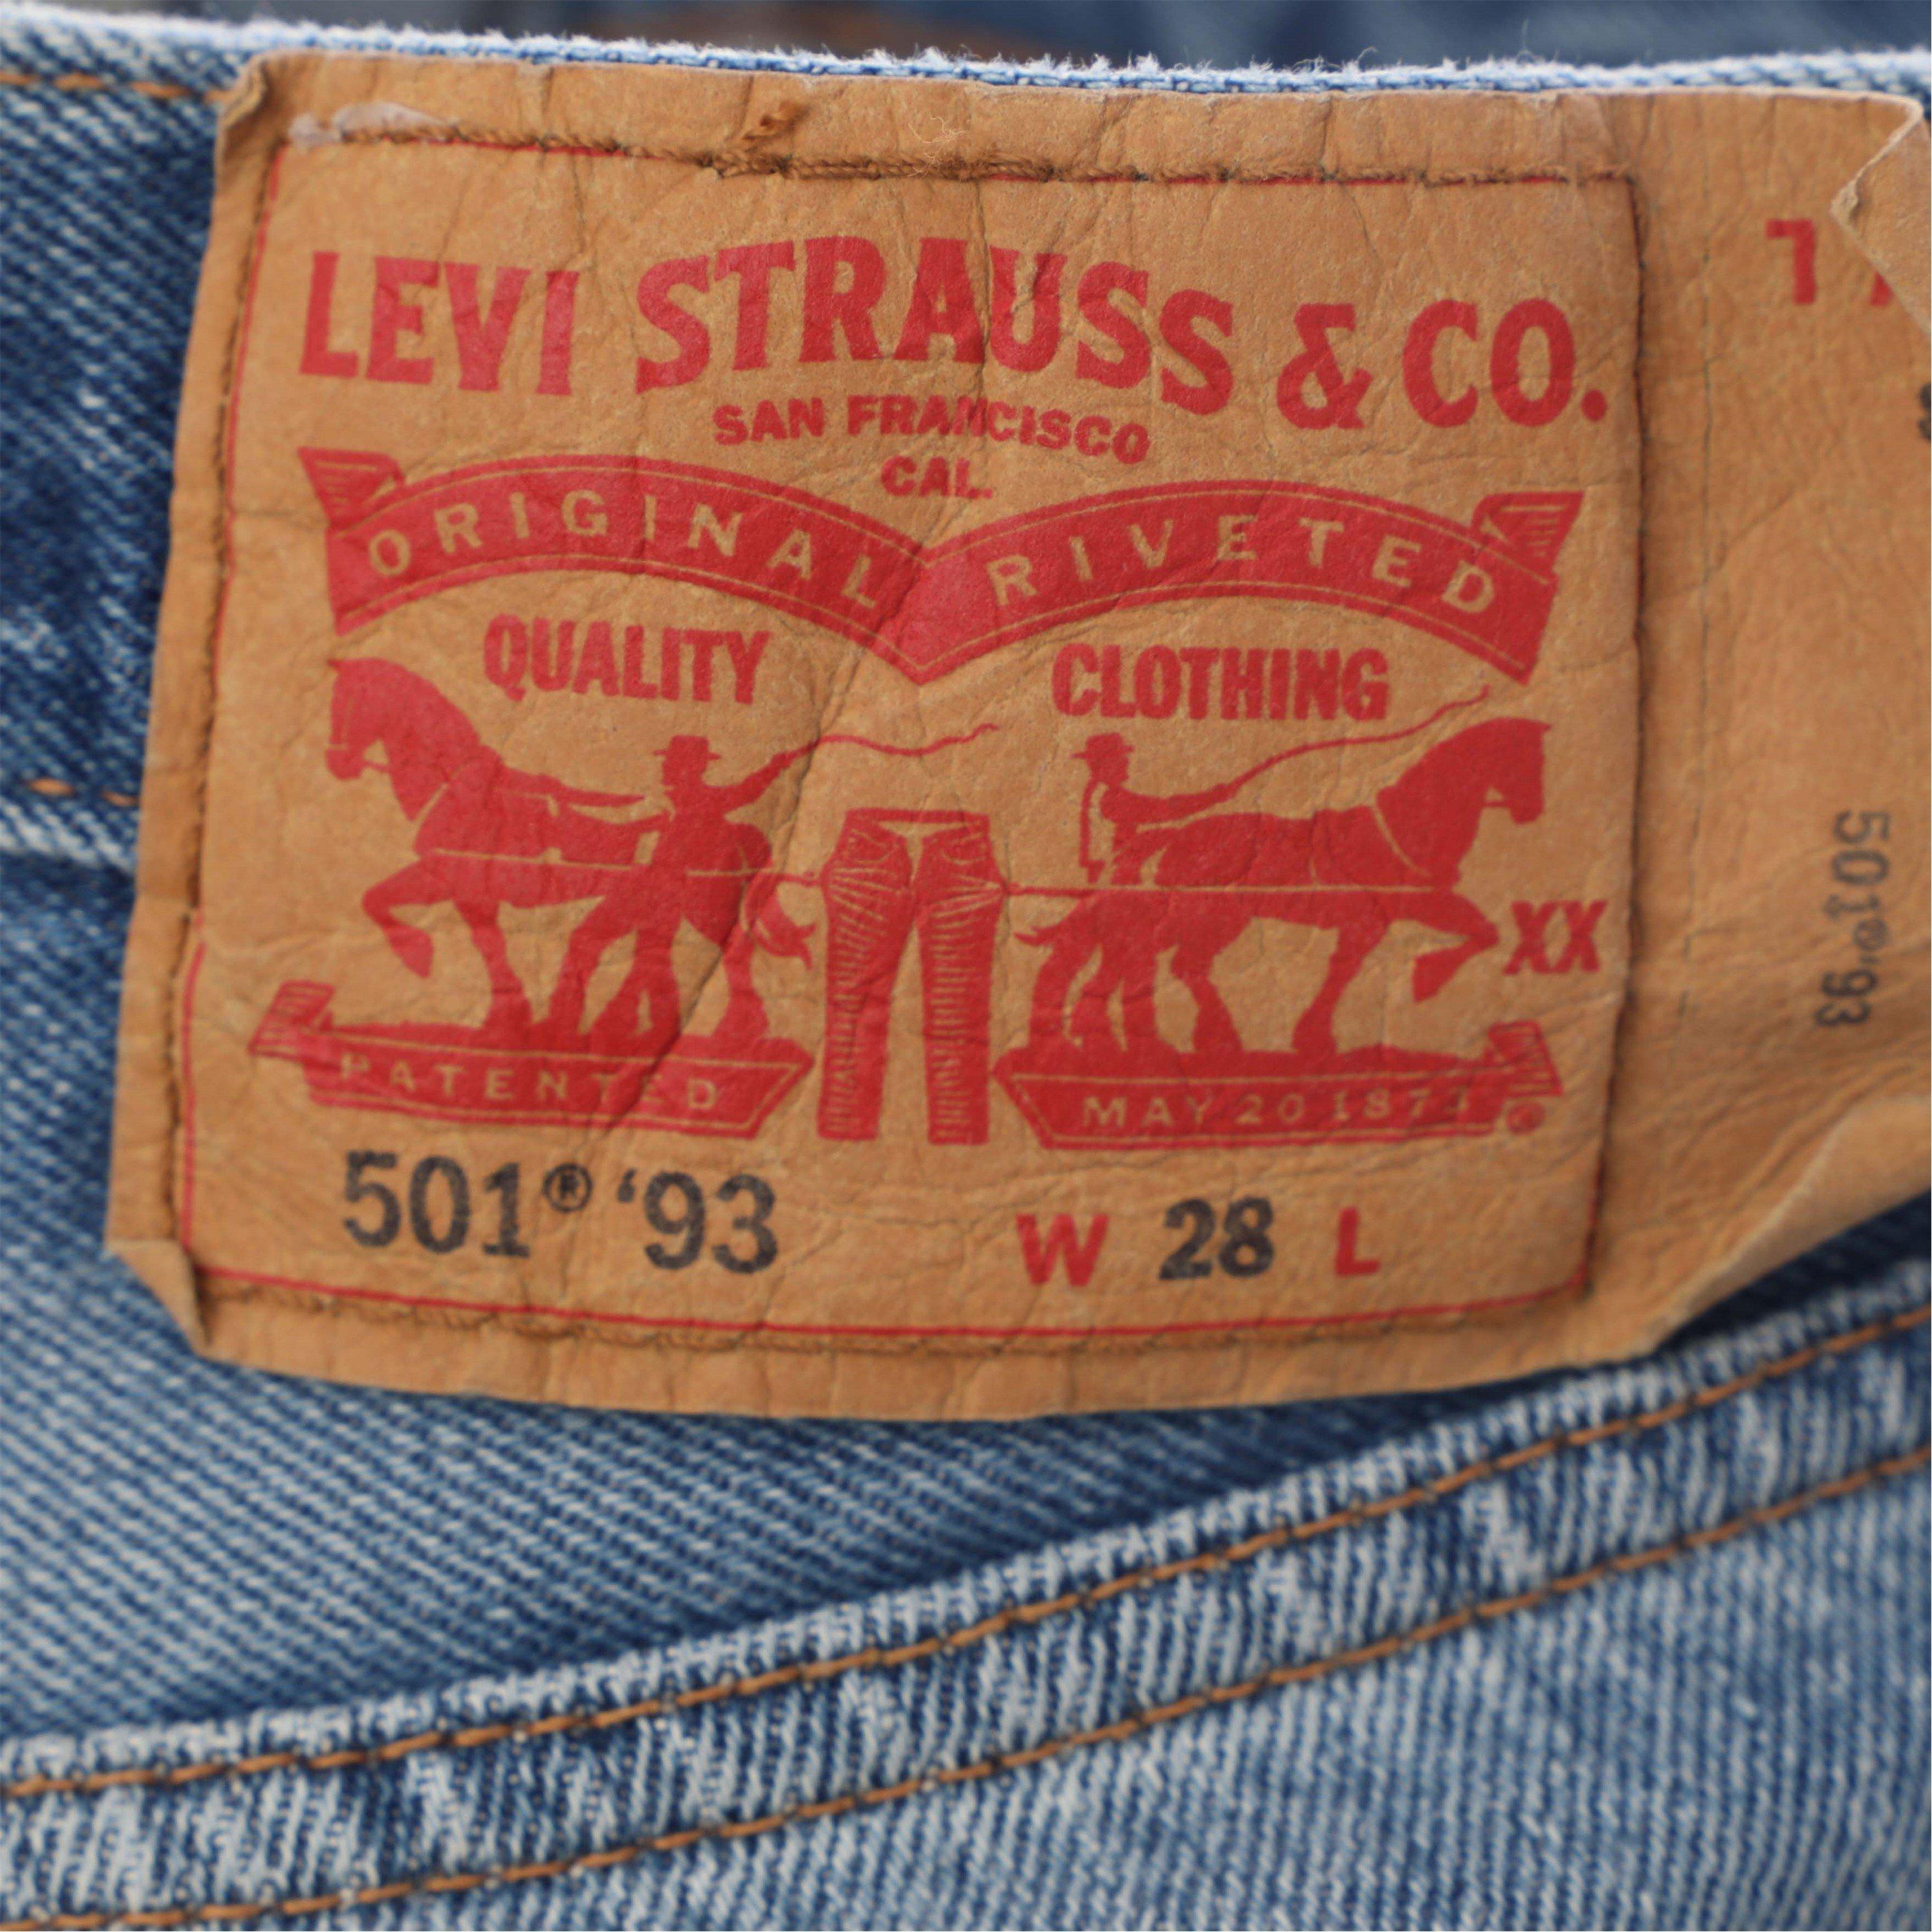 LEVI STRAUSS & CO.
SAN FRANCISCO
CAL.
ORIGINAL RIVETED
QUALITY CLOTHING
XX
PATENTED MAY 20 1873
501® ‘93 W 28 L
501®'93